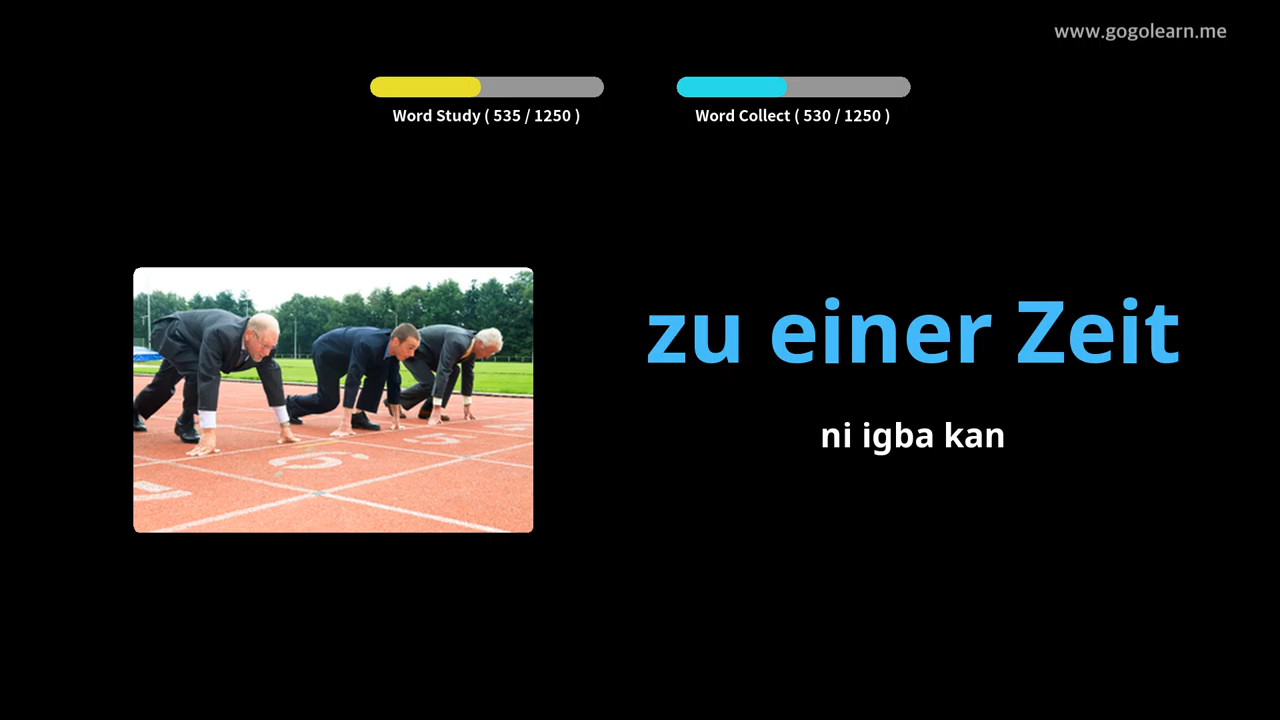 www.gogolearn.me
Word Study ( 535 / 1250 )
Word Collect ( 530 / 1250 )
zu einer Zeit
ni igba kan